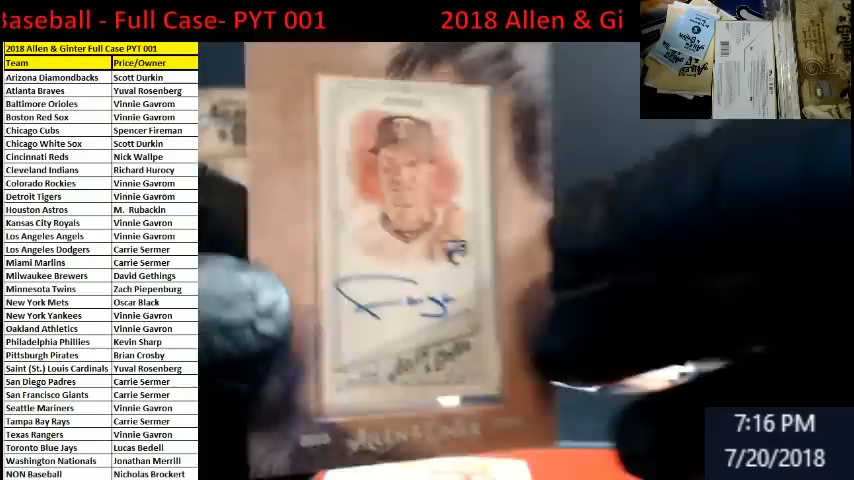 Baseball - Full Case- PYT 001 2018 Allen & Gi
2018 Allen & Ginter Full Case PYT 001
Team Price/Owner
Arizona Diamondbacks Scott Durkin
Atlanta Braves Yuval Rosenberg
Baltimore Orioles Vinnie Gavrom
Boston Red Sox Vinnie Gavrom
Chicago Cubs Spencer Fireman
Chicago White Sox Scott Durkin
Cincinnati Reds Nick Wallpe
Cleveland Indians Richard Hurocy
Colorado Rockies Vinnie Gavrom
Detroit Tigers Vinnie Gavrom
Houston Astros M. Rubackin
Kansas City Royals Vinnie Gavron
Los Angeles Angels Vinnie Gavrom
Los Angeles Dodgers Carrie Sermer
Miami Marlins Carrie Sermer
Milwaukee Brewers David Gethings
Minnesota Twins Zach Piepenburg
New York Mets Oscar Black
New York Yankees Vinnie Gavron
Oakland Athletics Vinnie Gavron
Philadelphia Phillies Kevin Sharp
Pittsburgh Pirates Brian Crosby
Saint (St.) Louis Cardinals Yuval Rosenberg
San Diego Padres Carrie Sermer
San Francisco Giants Carrie Sermer
Seattle Mariners Vinnie Gavron
Tampa Bay Rays Carrie Sermer
Texas Rangers Vinnie Gavron
Toronto Blue Jays Lucas Bedell
Washington Nationals Jonathan Merrill
NON Baseball Nicholas Brockert
ALLEN & GINTER
7:16 PM
7/20/2018